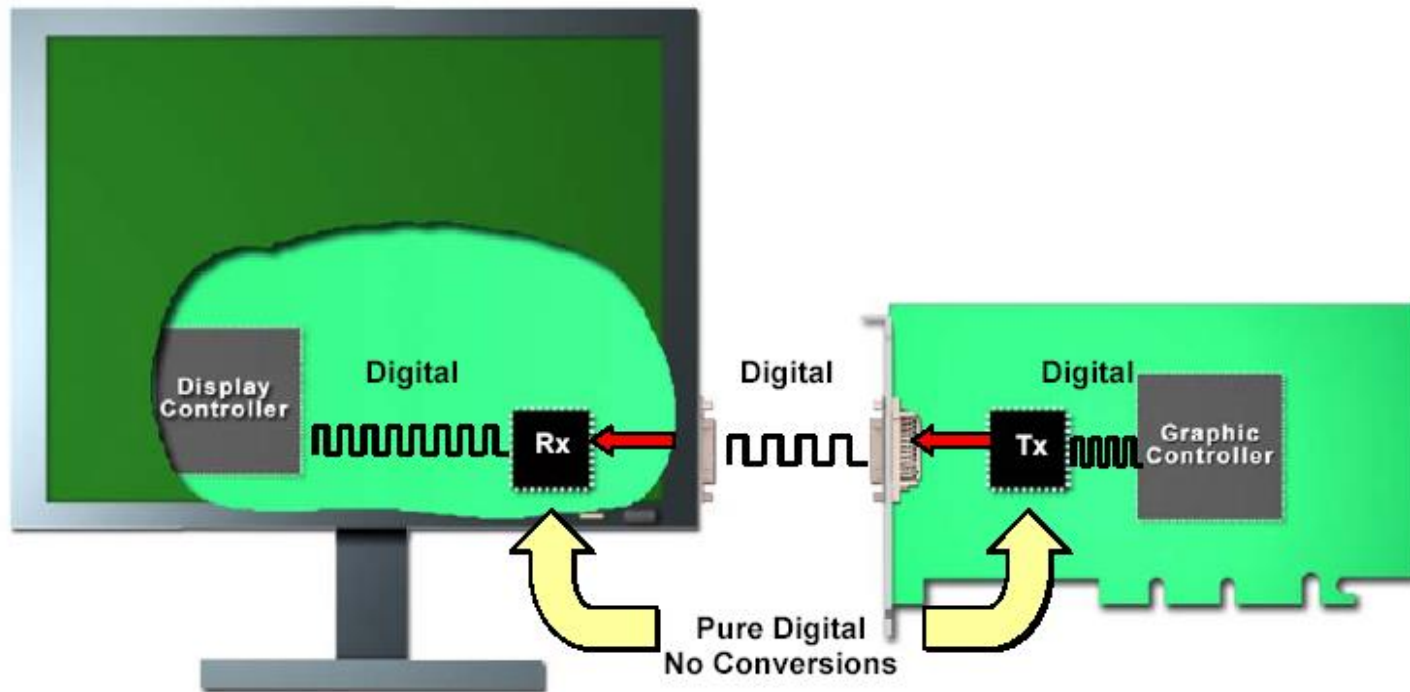 Digital
Digital
Digital
Display
Controller
Rx
Tx
Graphic
Controller
Pure Digital
No Conversions